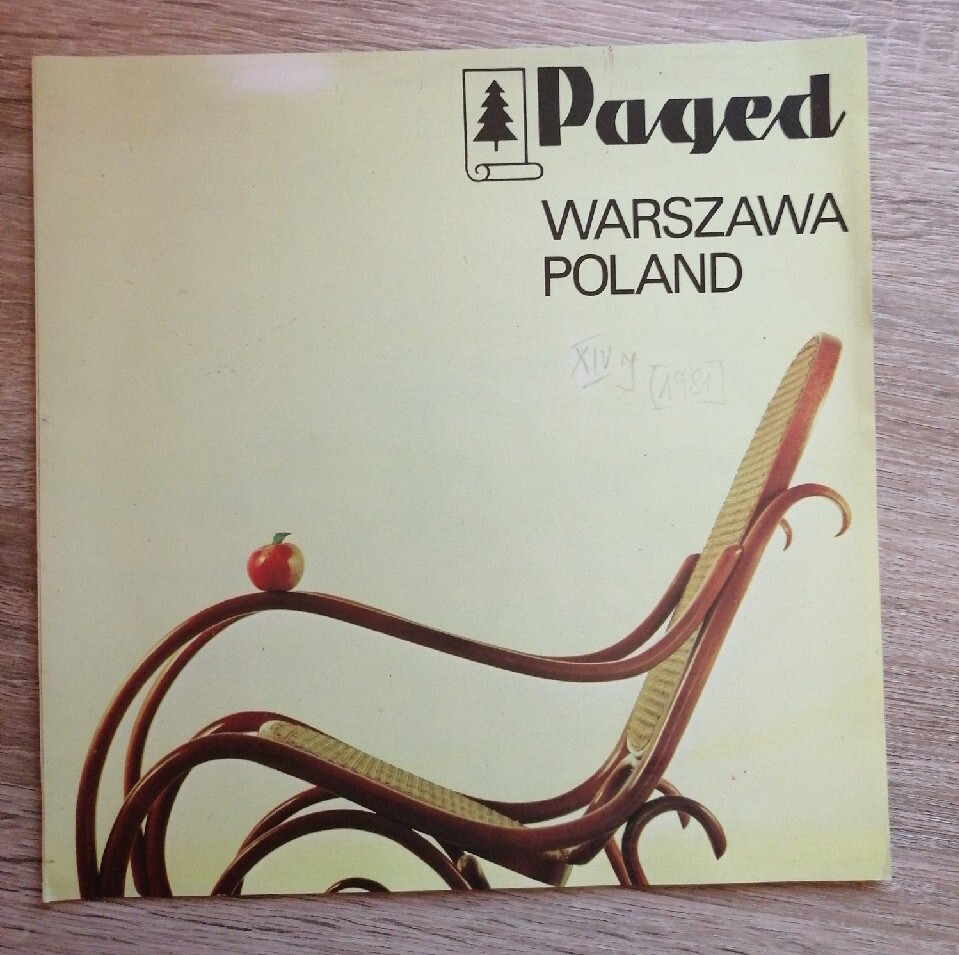 Paged
WARSZAWA
POLAND
XIV J [1981]